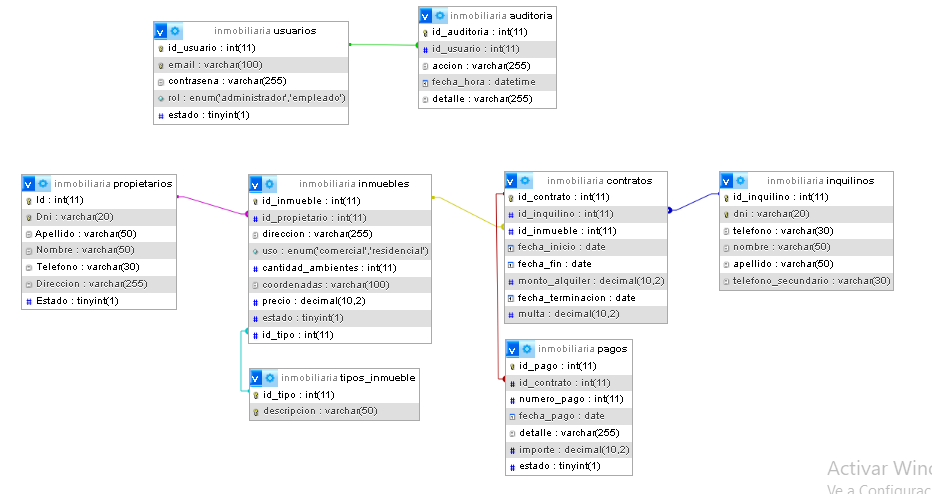 inmobiliaria usuarios
id_usuario : int(11)
email : varchar(100)
contrasena : varchar(255)
rol : enum('administrador','empleado')
estado : tinyint(1)
inmobiliaria auditoria
id_auditoria : int(11)
id_usuario : int(11)
accion : varchar(255)
fecha_hora : datetime
detalle : varchar(255)
inmobiliaria propietarios
Id : int(11)
Dni : varchar(20)
Apellido : varchar(50)
Nombre : varchar(50)
Telefono : varchar(30)
Direccion : varchar(255)
Estado : tinyint(1)
inmobiliaria inmuebles
id_inmueble : int(11)
id_propietario : int(11)
direccion : varchar(255)
uso : enum('comercial','residencial')
cantidad_ambientes : int(11)
coordenadas : varchar(100)
precio : decimal(10,2)
estado : tinyint(1)
id_tipo : int(11)
inmobiliaria tipos_inmueble
id_tipo : int(11)
descripcion : varchar(50)
inmobiliaria contratos
id_contrato : int(11)
id_inquilino : int(11)
id_inmueble : int(11)
fecha_inicio : date
fecha_fin : date
monto_alquiler : decimal(10,2)
fecha_terminacion : date
multa : decimal(10,2)
inmobiliaria pagos
id_pago : int(11)
id_contrato : int(11)
numero_pago : int(11)
fecha_pago : date
detalle : varchar(255)
importe : decimal(10,2)
estado : tinyint(1)
inmobiliaria inquilinos
id_inquilino : int(11)
dni : varchar(20)
telefono : varchar(30)
nombre : varchar(50)
apellido : varchar(50)
telefono_secundario : varchar(30)
Activar Wind
Ve a Configurac